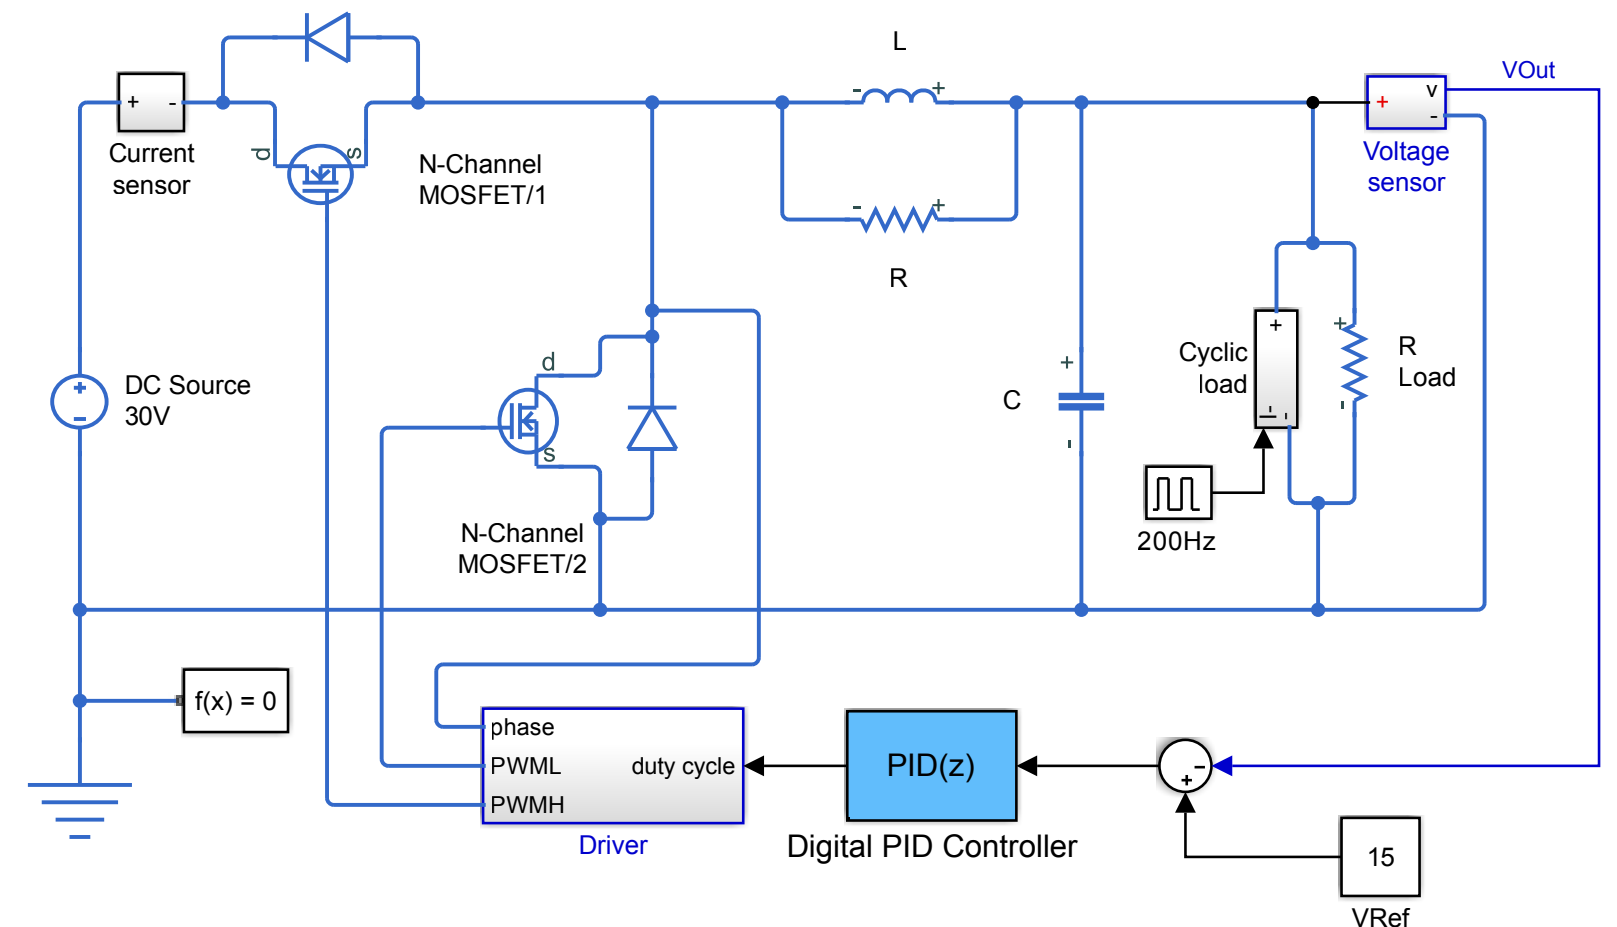 L
VOut
+ -
Current
sensor
d
s
N-Channel
MOSFET/1
- +
+
v
-
Voltage
sensor
- +
R
DC Source
30V
+
-
d
s
N-Channel
MOSFET/2
C
+
-
Cyclic
load
+
-
+
-
R
Load
200Hz
f(x) = 0
phase
PWML
PWMH
duty cycle
Driver
PID(z)
Digital PID Controller
-
+
15
VRef